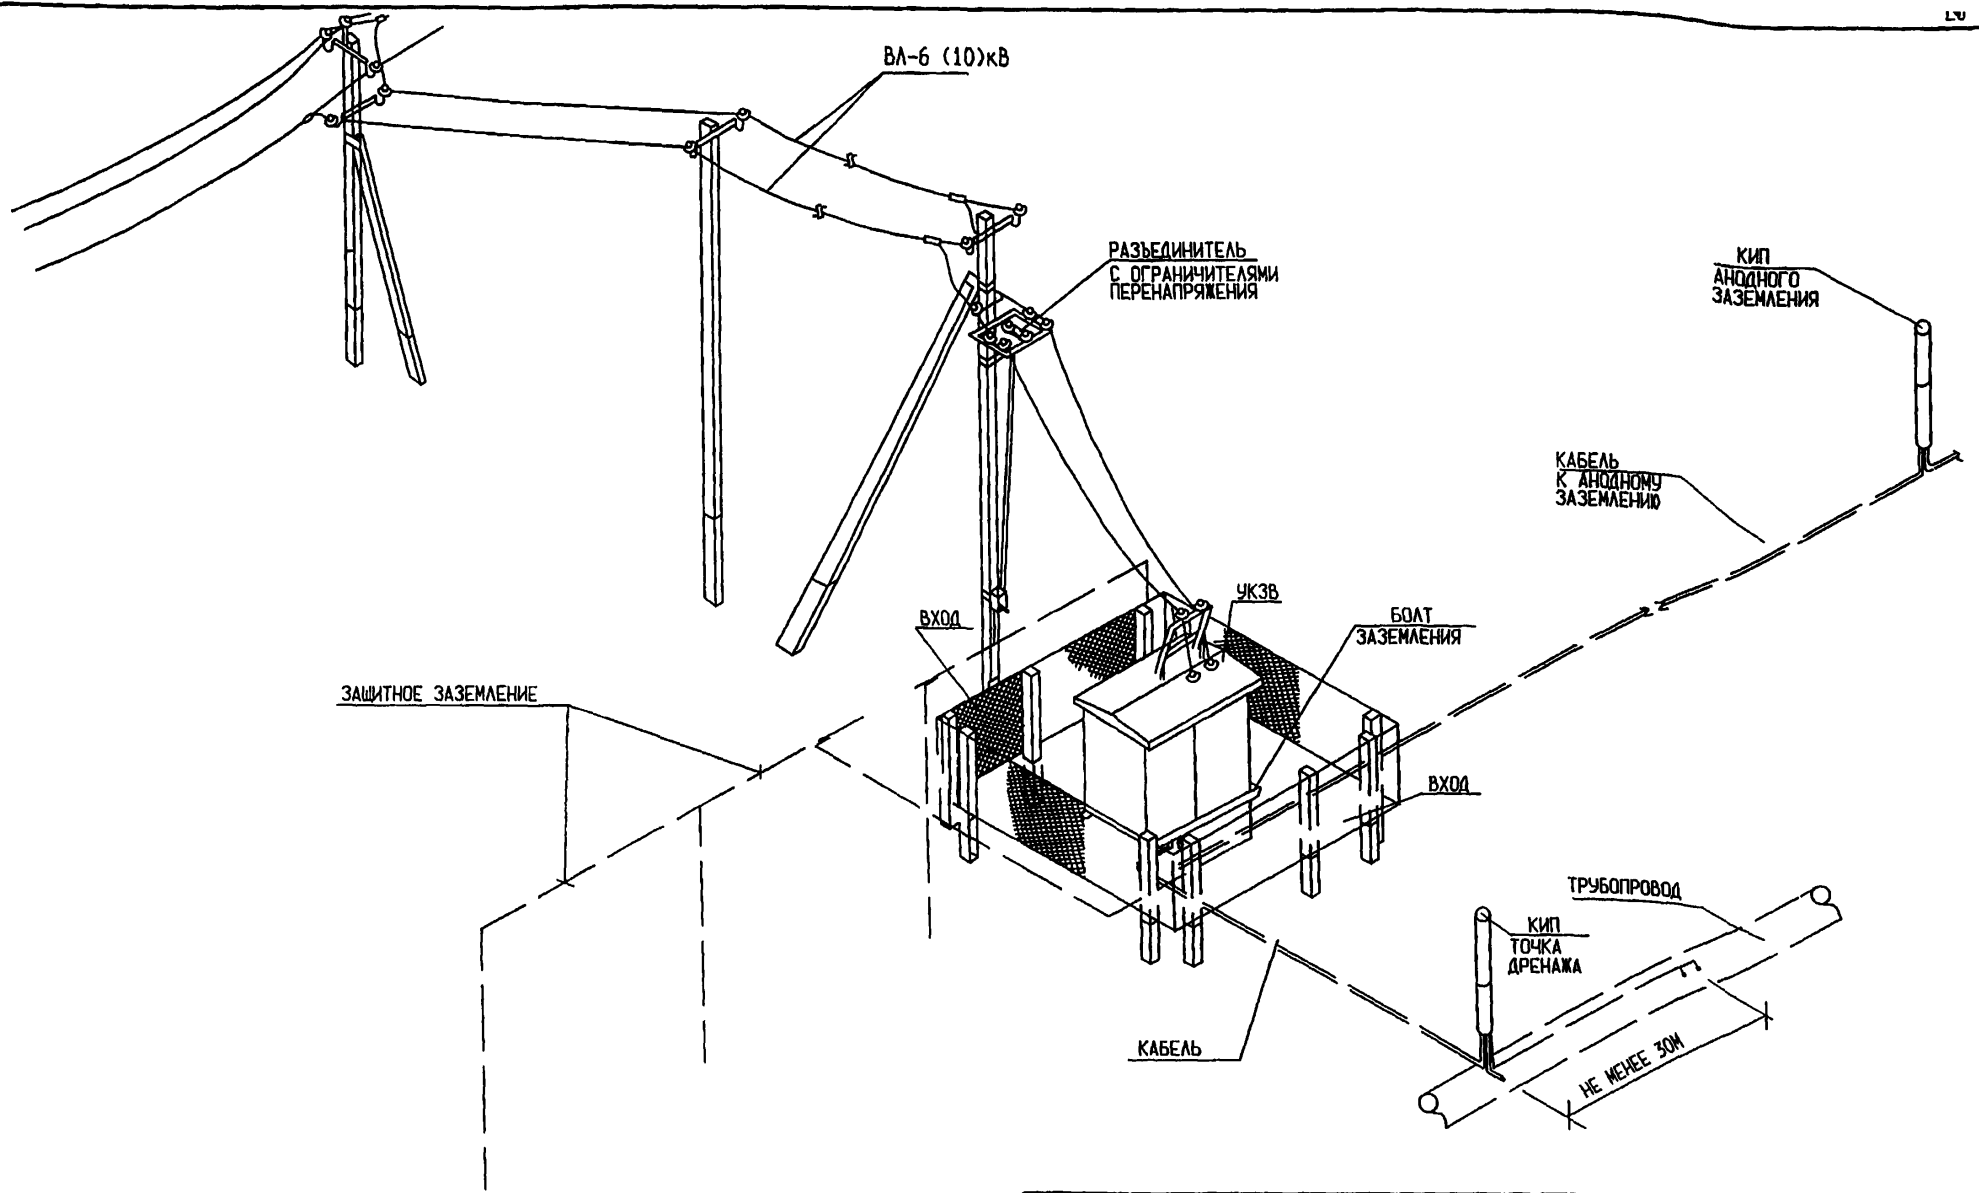 ВЛ-6 (10)кВ
РАЗЪЕДИНИТЕЛЬ
С ОГРАНИЧИТЕЛЯМИ
ПЕРЕНАПРЯЖЕНИЯ
КИП
АНОДНОГО
ЗАЗЕМЛЕНИЯ
КАБЕЛЬ
К АНОДНОМУ
ЗАЗЕМЛЕНИЮ
УКЗВ
ВХОД
БОЛТ
ЗАЗЕМЛЕНИЯ
ЗАЩИТНОЕ ЗАЗЕМЛЕНИЕ
ВХОД
ТРУБОПРОВОД
КИП
ТОЧКА
ДРЕНАЖА
КАБЕЛЬ
НЕ МЕНЕЕ 30М